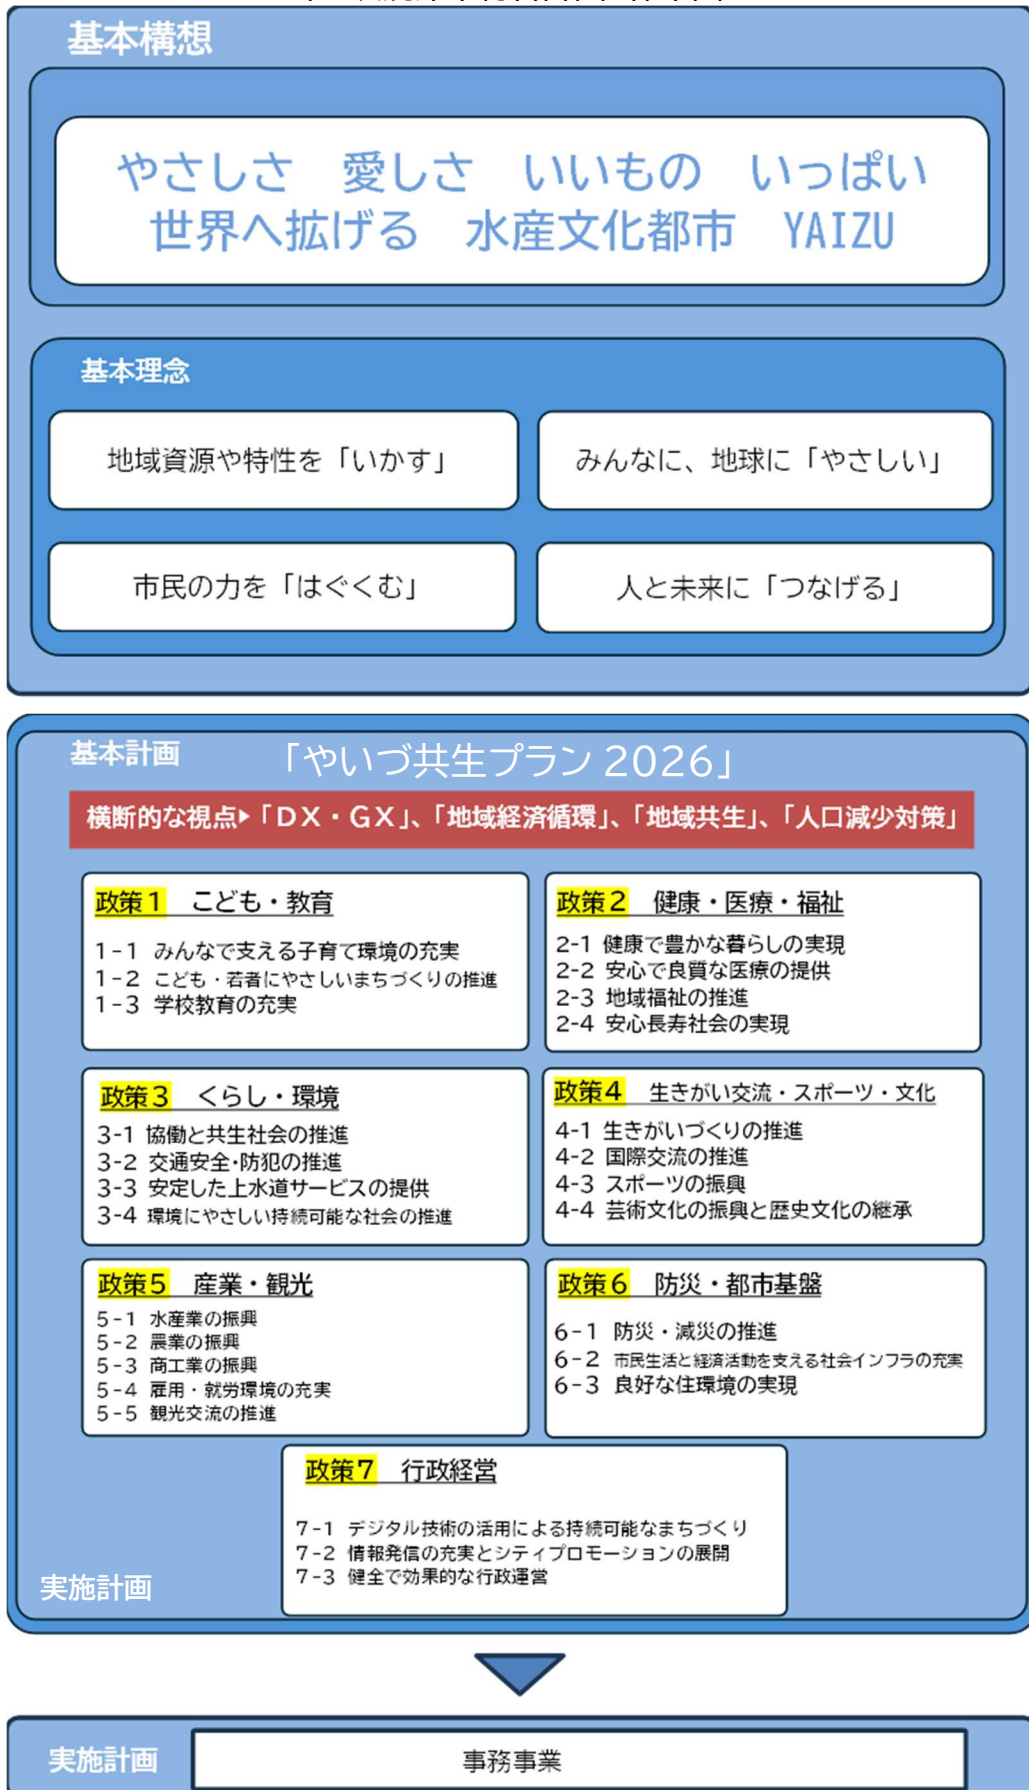 基本構想
やさしさ　愛しさ　いいもの　いっぱい
世界へ拡げる　水産文化都市　YAIZU
基本理念
地域資源や特性を「いかす」
みんなに、地球に「やさしい」
市民の力を「はぐくむ」
人と未来に「つなげる」
基本計画　「やいづ共生プラン 2026」
横断的な視点▶「DX・GX」、「地域経済循環」、「地域共生」、「人口減少対策」
政策1　こども・教育
1-1 みんなで支える子育て環境の充実
1-2 こども・若者にやさしいまちづくりの推進
1-3 学校教育の充実
政策2　健康・医療・福祉
2-1 健康で豊かな暮らしの実現
2-2 安心で良質な医療の提供
2-3 地域福祉の推進
2-4 安心長寿社会の実現
政策3　くらし・環境
3-1 協働と共生社会の推進
3-2 交通安全・防犯の推進
3-3 安定した上水道サービスの提供
3-4 環境にやさしい持続可能な社会の推進
政策4　生きがい交流・スポーツ・文化
4-1 生きがいづくりの推進
4-2 国際交流の推進
4-3 スポーツの振興
4-4 芸術文化の振興と歴史文化の継承
政策5　産業・観光
5-1 水産業の振興
5-2 農業の振興
5-3 商工業の振興
5-4 雇用・就労環境の充実
5-5 観光交流の推進
政策6　防災・都市基盤
6-1 防災・減災の推進
6-2 市民生活と経済活動を支える社会インフラの充実
6-3 良好な住環境の実現
政策7　行政経営
7-1 デジタル技術の活用による持続可能なまちづくり
7-2 情報発信の充実とシティプロモーションの展開
7-3 健全で効果的な行政運営
実施計画
実施計画　事務事業